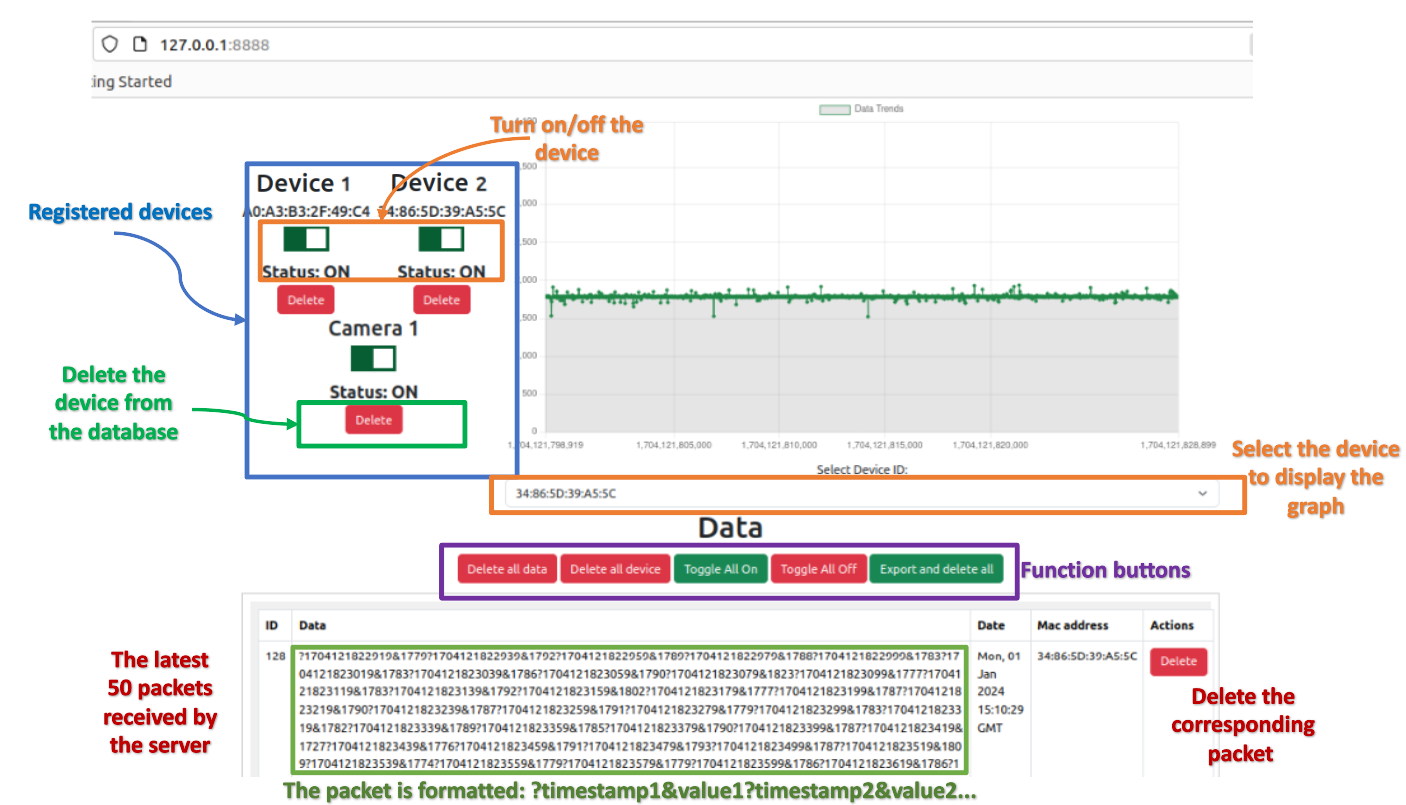 127.0.0.1:8888
ting Started
Data Trends
Turn on/off the
device
Device 1 Device 2
A0:A3:B3:2F:49:C4 34:86:5D:39:A5:5C
Registered devices
Status: ON Status: ON
Delete Delete
Camera 1
Status: ON
Delete
Delete the
device from
the database
,500
,000
,500
,000
,500
,000
500
0
1,704,121,798,919 1,704,121,805,000 1,704,121,810,000 1,704,121,815,000 1,704,121,820,000 1,704,121,828,899
Select Device ID:
34:86:5D:39:A5:5C
Select the device
to display the
graph
Data
Delete all data Delete all device Toggle All On Toggle All Off Export and delete all
Function buttons
ID Data Date Mac address Actions
128 ?1704121822919&1779?1704121822939&1792?1704121822959&1789?1704121822979&1788?1704121822999&1783?17 Mon, 01 34:86:5D:39:A5:5C Delete
04121823019&1783?1704121823039&1786?1704121823059&1790?1704121823079&1823?1704121823099&1777?17041 Jan
21823119&1783?1704121823139&1792?1704121823159&1802?1704121823179&1777?1704121823199&1787?17041218 2024
23219&1790?1704121823239&1787?1704121823259&1791?1704121823279&1779?1704121823299&1783?17041218233 15:10:29
19&1782?1704121823339&1789?1704121823359&1785?1704121823379&1790?1704121823399&1787?1704121823419& GMT
1727?1704121823439&1776?1704121823459&1791?1704121823479&1793?1704121823499&1787?1704121823519&180
9?1704121823539&1774?1704121823559&1779?1704121823579&1779?1704121823599&1786?1704121823619&1786?1
The latest
50 packets
received by
the server
Delete the
corresponding
packet
The packet is formatted: ?timestamp1&value1?timestamp2&value2...